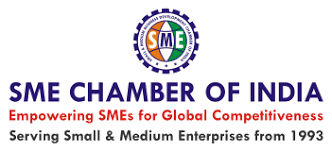 SME
SME CHAMBER OF INDIA
Empowering SMEs for Global Competitiveness
Serving Small & Medium Enterprises from 1993